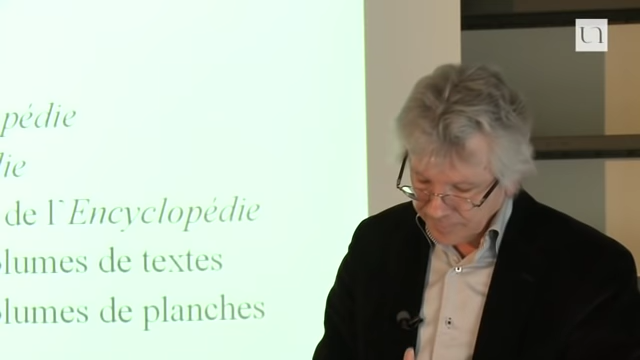 pédie
die
de l`Encyclopédie
lumes de textes
lumes de planches